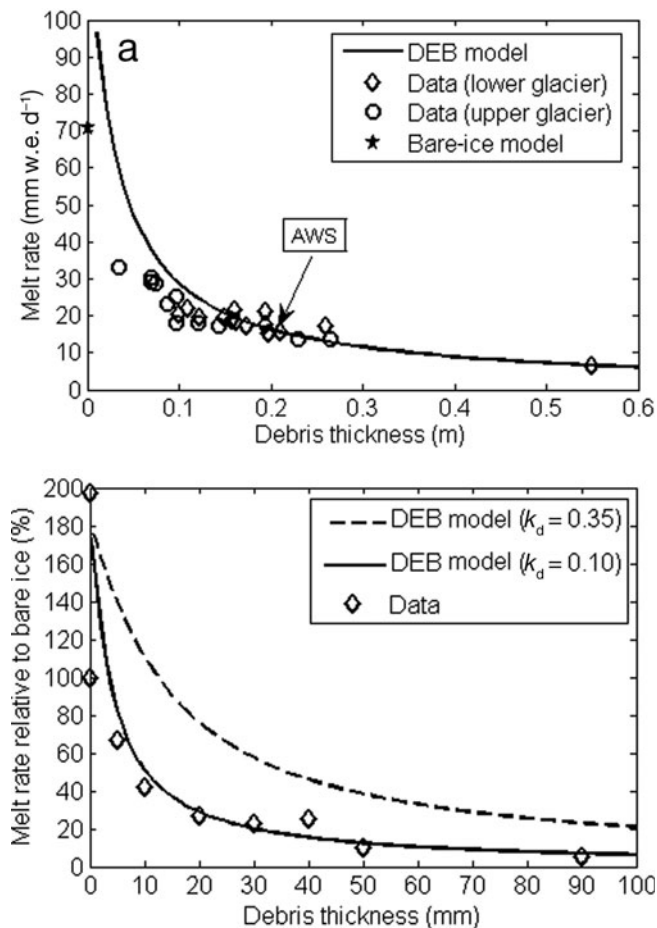 a
DEB model
Data (lower glacier)
Data (upper glacier)
Bare-ice model
AWS
Melt rate (mm w.e. d⁻¹)
100
90
80
70
60
50
40
30
20
10
0
0 0.1 0.2 0.3 0.4 0.5 0.6
Debris thickness (m)
DEB model (kd = 0.35)
DEB model (kd = 0.10)
Data
Melt rate relative to bare ice (%)
200
180
160
140
120
100
80
60
40
20
0
0 10 20 30 40 50 60 70 80 90 100
Debris thickness (mm)